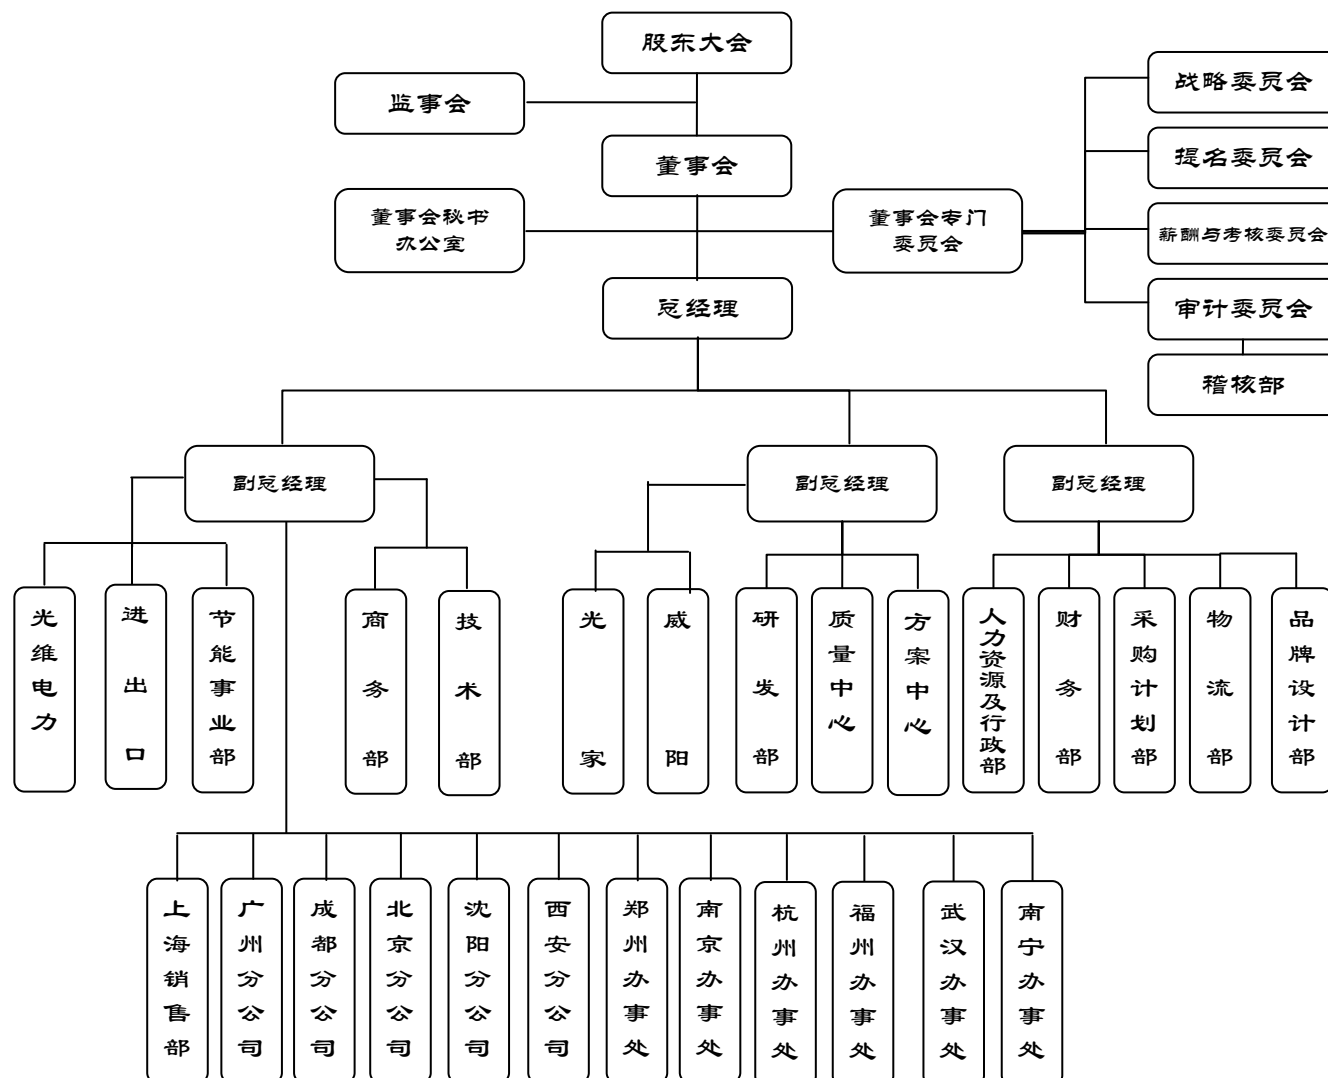 股东大会
监事会
战略委员会
董事会
提名委员会
董事会秘书
办公室
董事会专门
委员会
薪酬与考核委员会
总经理
审计委员会
稽核部
副总经理
副总经理
副总经理
光维电力
进出口
节能事业部
商务部
技术部
光家
威阳
研发部
质量中心
方案中心
人力资源及行政部
财务部
采购计划部
物流部
品牌设计部
上海销售部
广州分公司
成都分公司
北京分公司
沈阳分公司
西安分公司
郑州办事处
南京办事处
杭州办事处
福州办事处
武汉办事处
南宁办事处